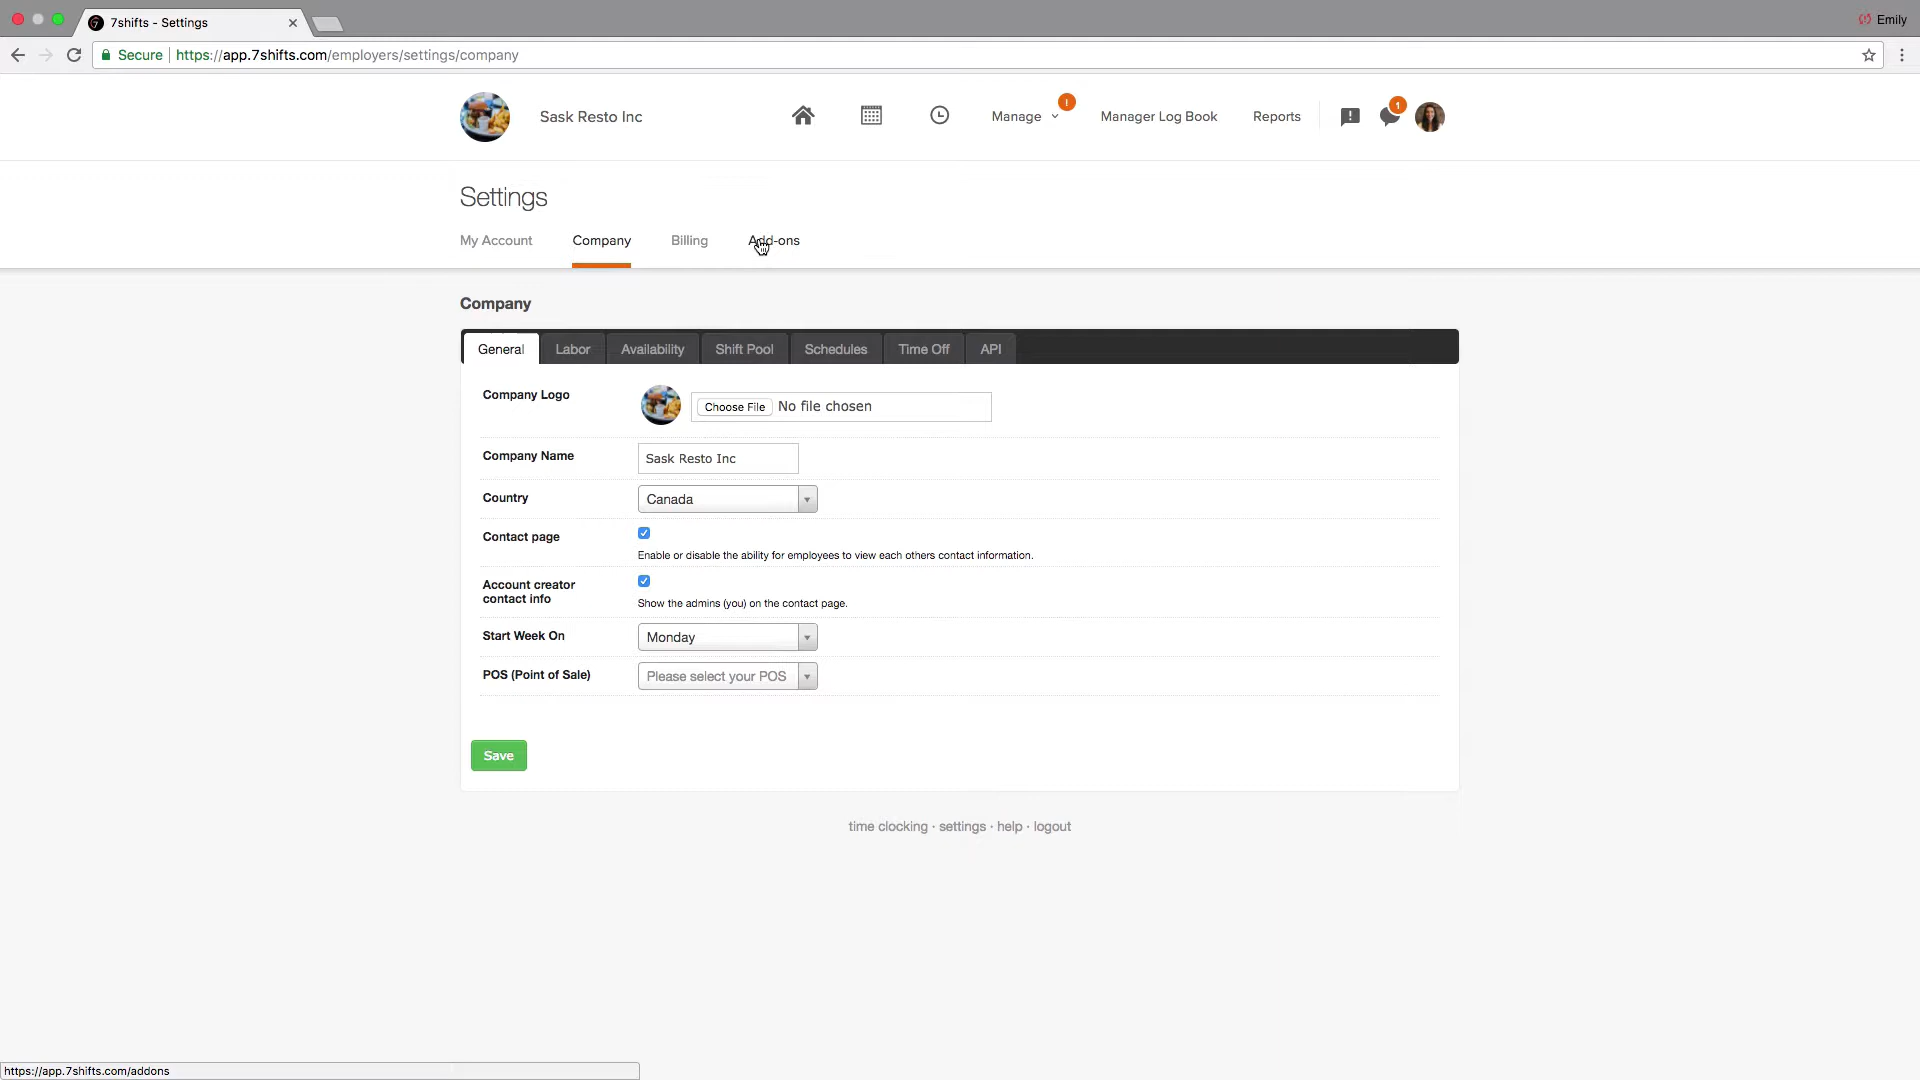 7shifts - Settings
Emily
Secure
https://app.7shifts.com/employers/settings/company
Sask Resto Inc
Manage
!
Manager Log Book
Reports
1
Settings
My Account
Company
Billing
Add-ons
Company
General
Labor
Availability
Shift Pool
Schedules
Time Off
API
Company Logo
Choose File No file chosen
Company Name
Sask Resto Inc
Country
Canada
Contact page
Enable or disable the ability for employees to view each others contact information.
Account creator
contact info
Show the admins (you) on the contact page.
Start Week On
Monday
POS (Point of Sale)
Please select your POS
Save
time clocking · settings · help · logout
https://app.7shifts.com/addons